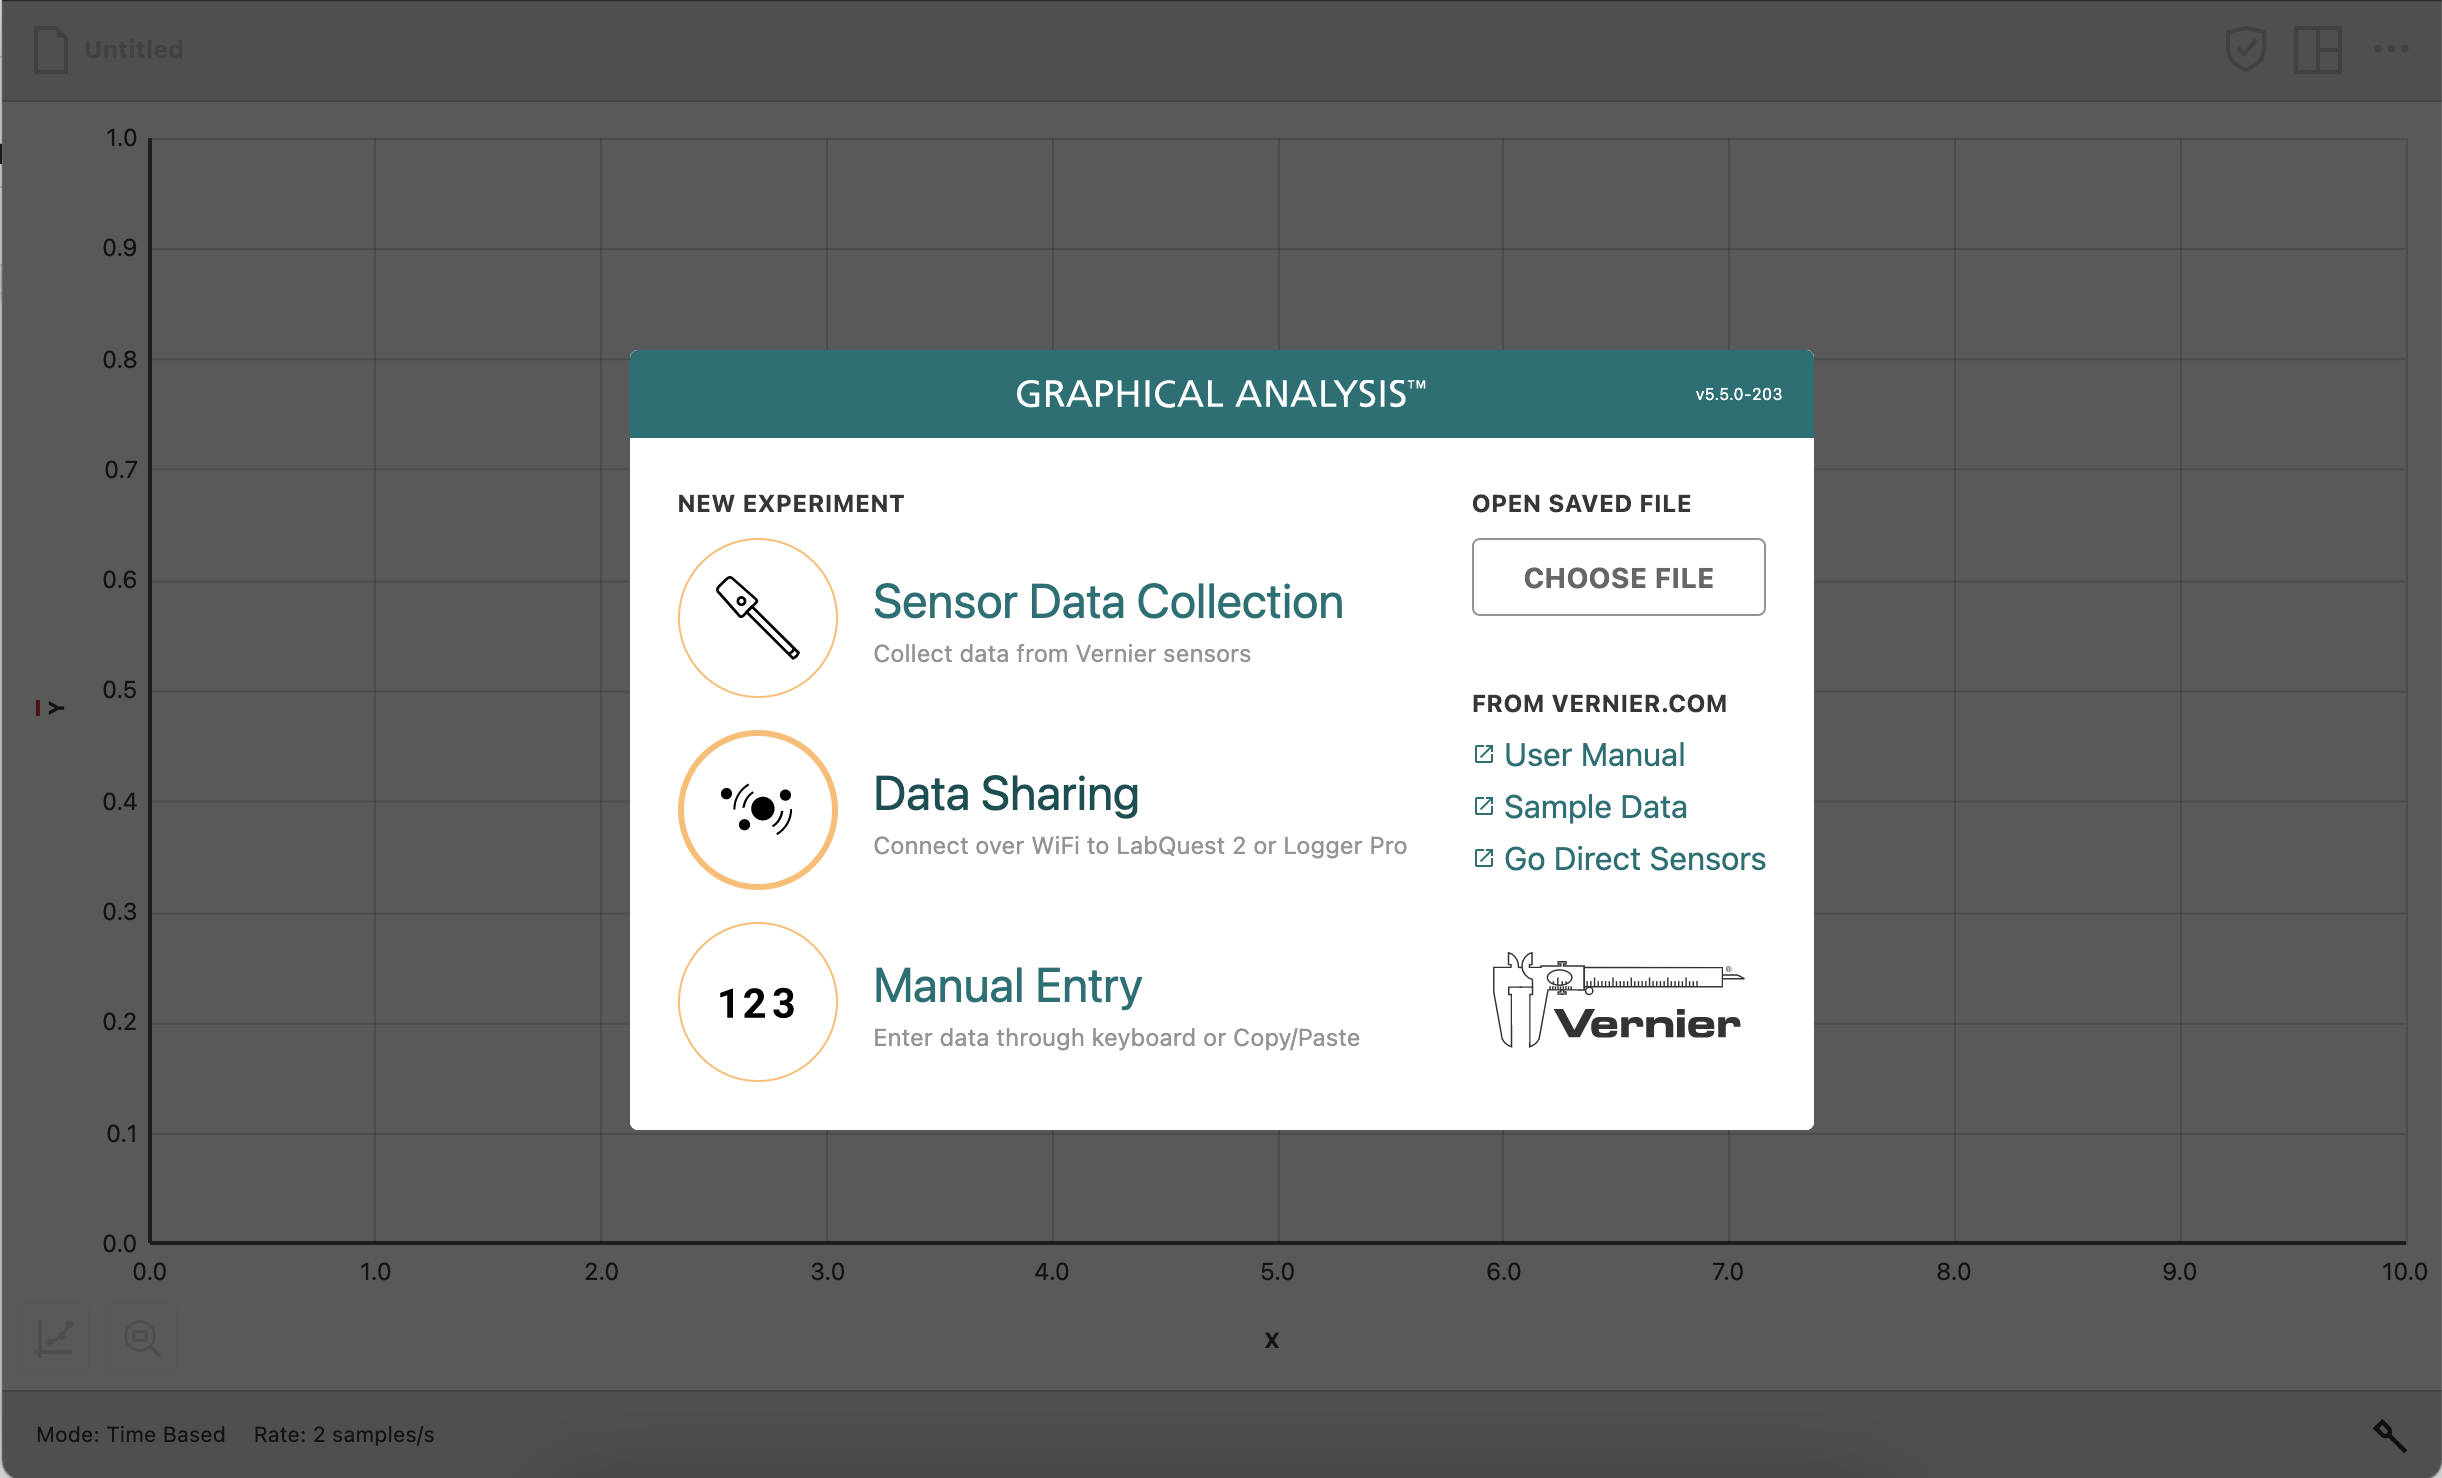 Untitled
1.0
0.9
0.8
0.7
0.6
0.5
0.4
0.3
0.2
0.1
0.0
Y
0.0 1.0 2.0 3.0 4.0 5.0 6.0 7.0 8.0 9.0 10.0
X
GRAPHICAL ANALYSIS™
v5.5.0-203
NEW EXPERIMENT
Sensor Data Collection
Collect data from Vernier sensors
Data Sharing
Connect over WiFi to LabQuest 2 or Logger Pro
123
Manual Entry
Enter data through keyboard or Copy/Paste
OPEN SAVED FILE
CHOOSE FILE
FROM VERNIER.COM
User Manual
Sample Data
Go Direct Sensors
Vernier®
Mode: Time Based Rate: 2 samples/s